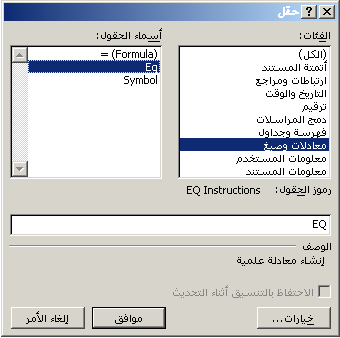 حقل
الفئات:
(الكل)
أتمتة المستند
ارتباطات ومراجع
التاريخ والوقت
ترقيم
دمج المراسلات
فهرسة وجداول
معادلات وصيغ
معلومات المستخدم
معلومات المستند
أسماء الحقول:
= (Formula)
Eq
Symbol
رموز الحقول: EQ Instructions
EQ
الوصف
إنشاء معادلة علمية
الاحتفاظ بالتنسيق أثناء التحديث
خيارات...
موافق
إلغاء الأمر